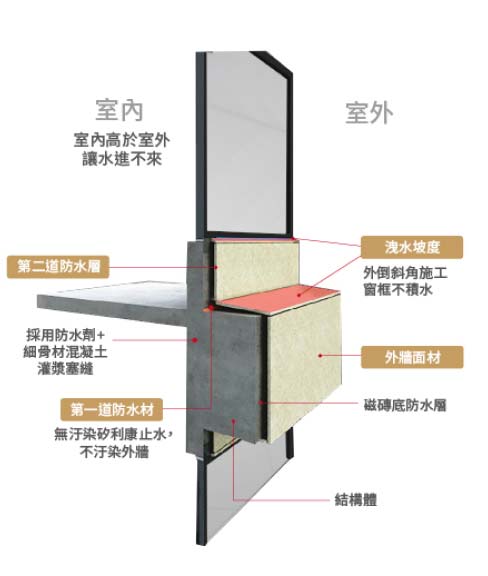 室內
室內高於室外
讓水進不來
室外
洩水坡度
外倒斜角施工
窗框不積水
第二道防水層
採用防水劑+
細骨材混凝土
灌漿塞縫
外牆面材
第一道防水材
無汙染矽利康止水，
不汙染外牆
磁磚底防水層
結構體